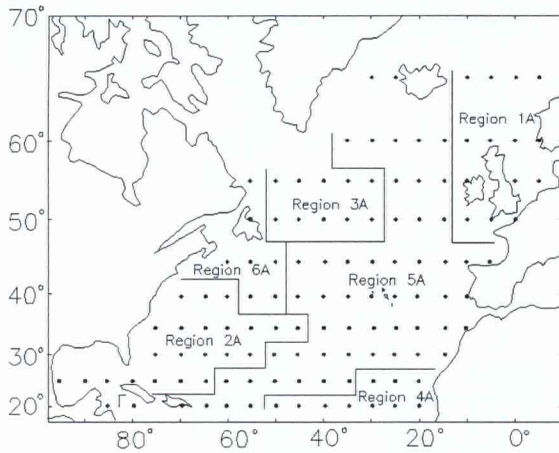 70°
Region 1A
60°
Region 3A
50°
Region 6A
Region 5A
40°
Region 2A
30°
Region 4A
20°
80° 60° 40° 20° 0°